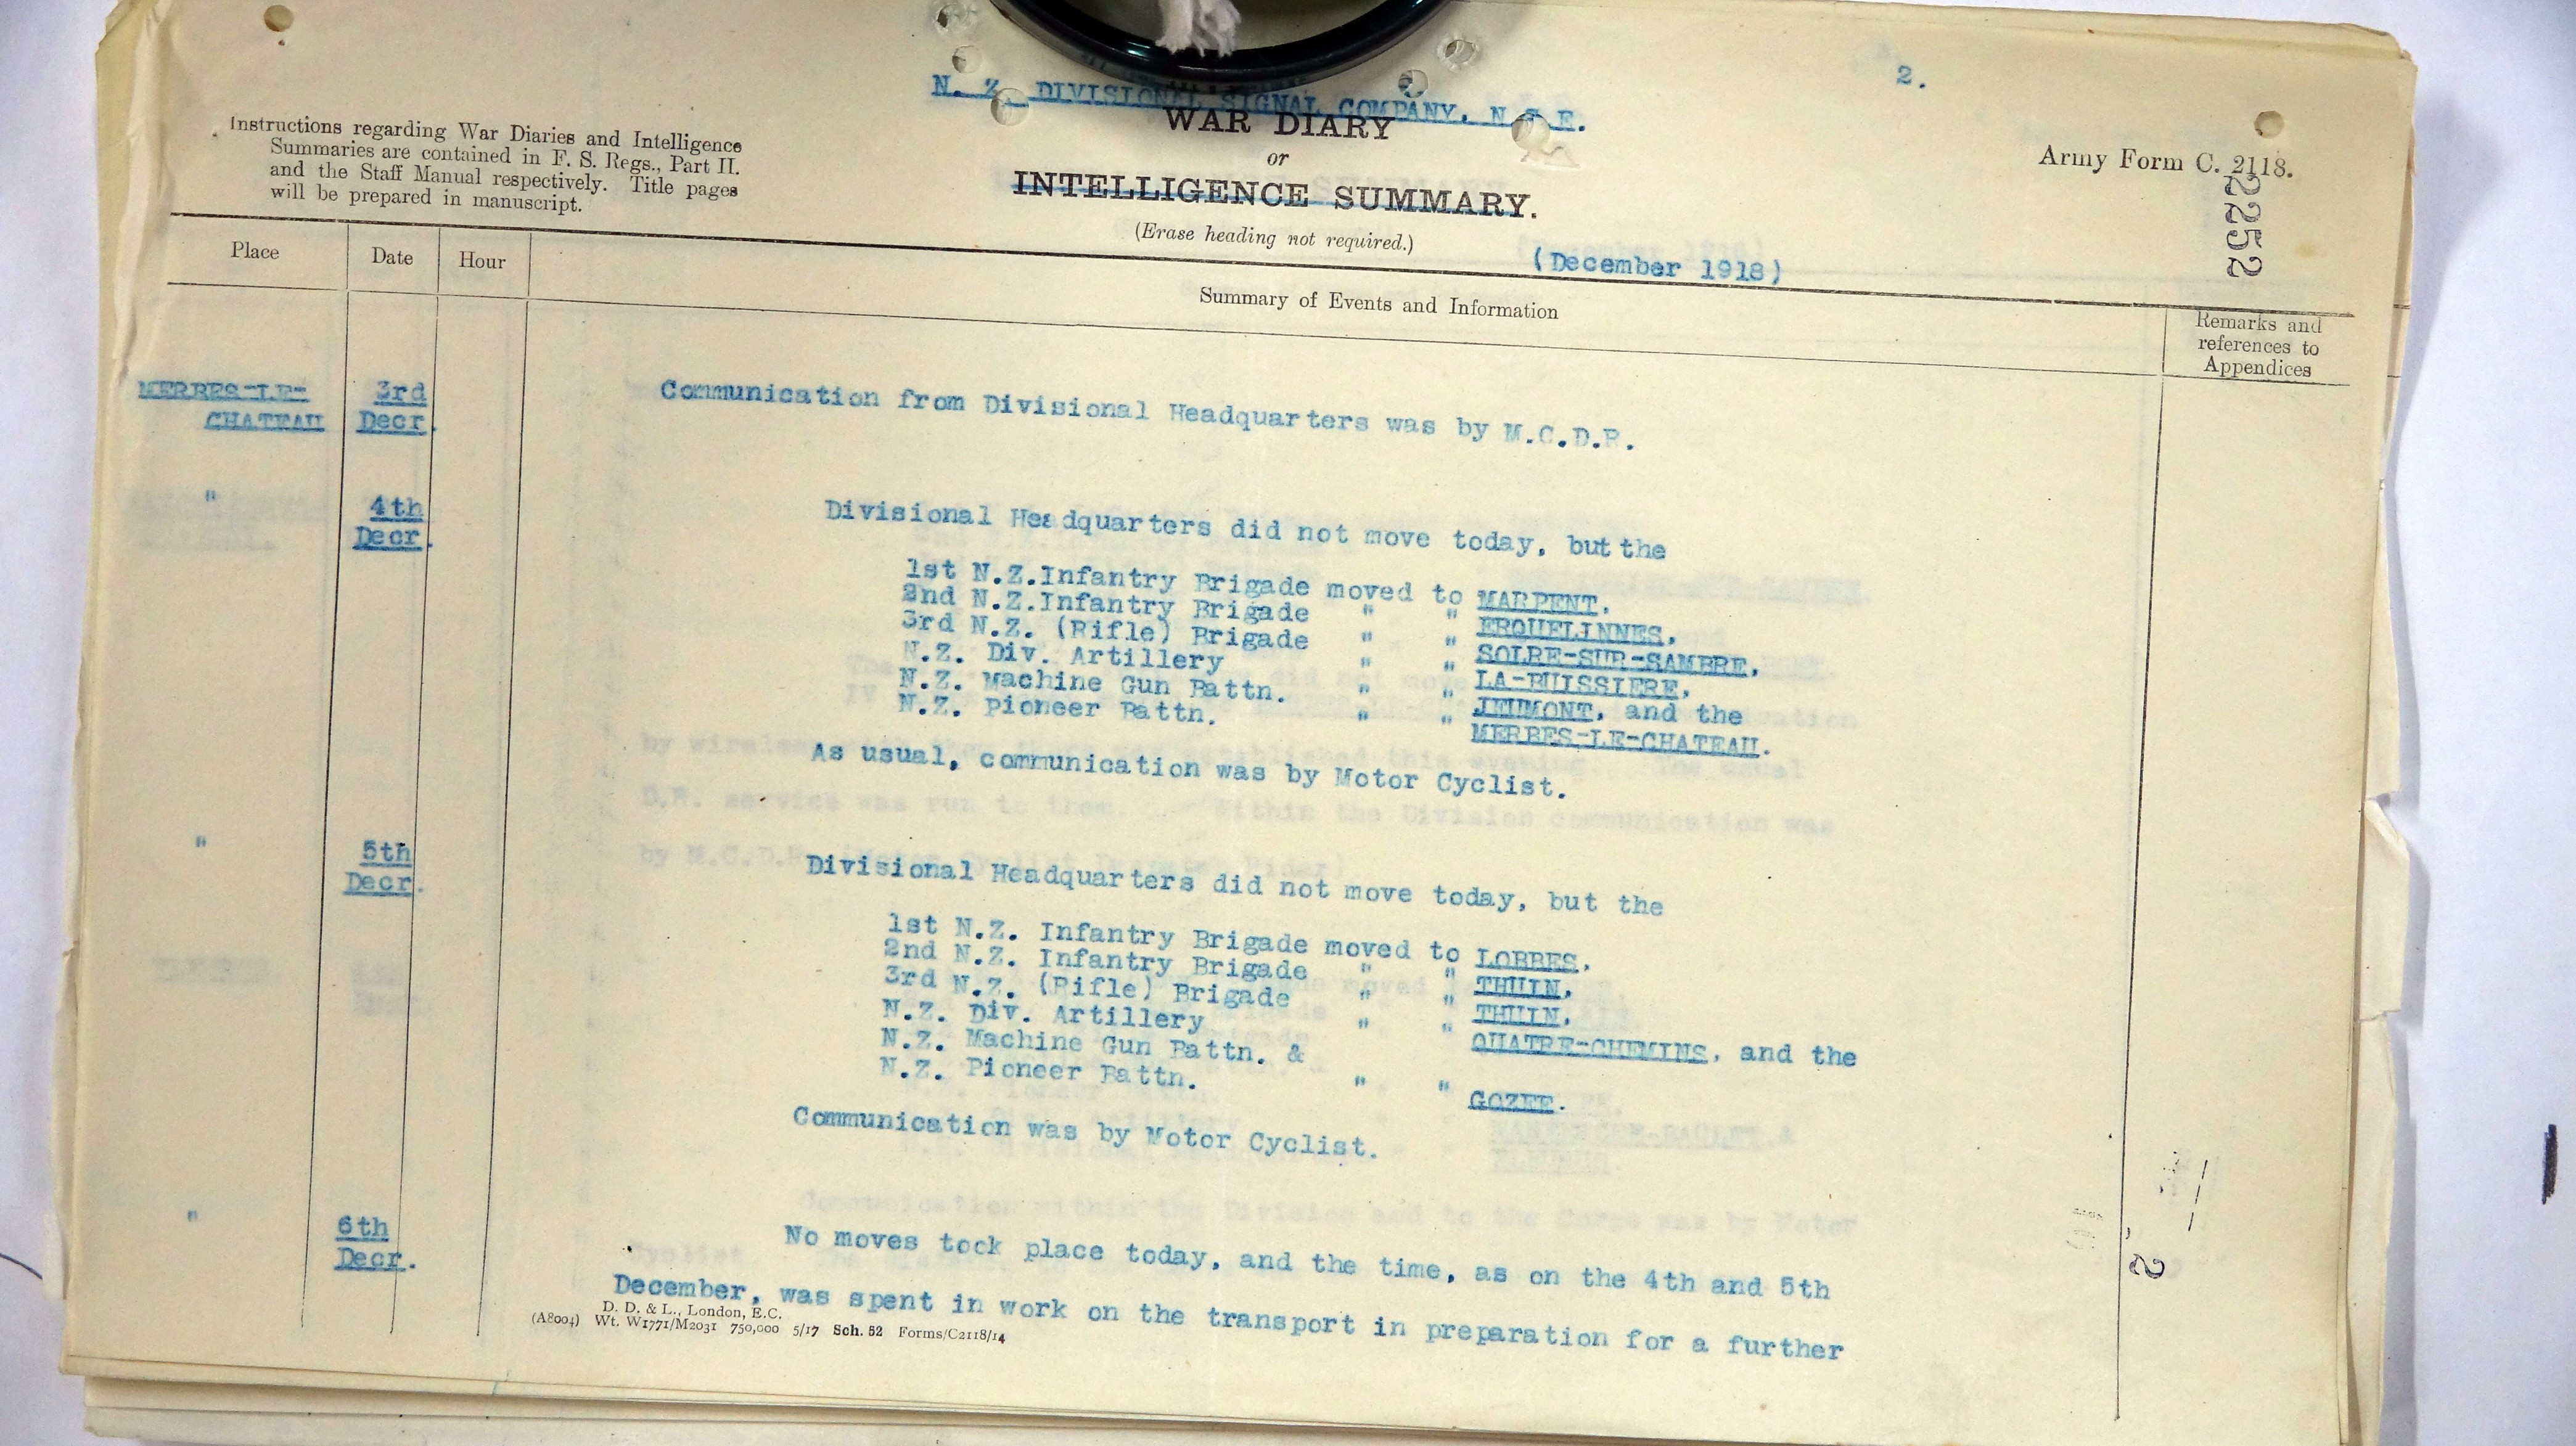 2.
N. Z. DIVISIONAL SIGNAL COMPANY, N.Z.E.
WAR DIARY
or
INTELLIGENCE SUMMARY.
(Erase heading not required.)
Instructions regarding War Diaries and Intelligence
Summaries are contained in F. S. Regs., Part II.
and the Staff Manual respectively. Title pages
will be prepared in manuscript.
Army Form C. 2118.
2252
(December 1918)
Place Date Hour Summary of Events and Information Remarks and
references to
Appendices
MERBES-LE- 3rd Communication from Divisional Headquarters was by M.C.D.R.
CHATEAU Decr.
" 4th Divisional Headquarters did not move today, but the
Decr.
1st N.Z.Infantry Brigade moved to MARPENT,
2nd N.Z.Infantry Brigade " " ERQUELINNES,
3rd N.Z. (Rifle) Brigade " " SOLRE-SUR-SAMBRE,
N.Z. Div. Artillery " " LA-BUISSIERE,
N.Z. Machine Gun Battn. " " JEUMONT, and the
N.Z. Pioneer Battn. " " MERBES-LE-CHATEAU.
As usual, communication was by Motor Cyclist.
" 5th Divisional Headquarters did not move today, but the
Decr.
1st N.Z. Infantry Brigade moved to LOBBES,
2nd N.Z. Infantry Brigade " " THUIN,
3rd N.Z. (Rifle) Brigade " " THUIN,
N.Z. Div. Artillery " " QUATRE-CHEMINS, and the
N.Z. Machine Gun Battn. &
N.Z. Pioneer Battn. " " GOZEE.
Communication was by Motor Cyclist.
" 6th No moves took place today, and the time, as on the 4th and 5th
Decr.
December, was spent in work on the transport in preparation for a further
D. D. & L., London, E.C.
(A8004) Wt. W1771/M2031 750,000 5/17 Sch. 52 Forms/C2118/14